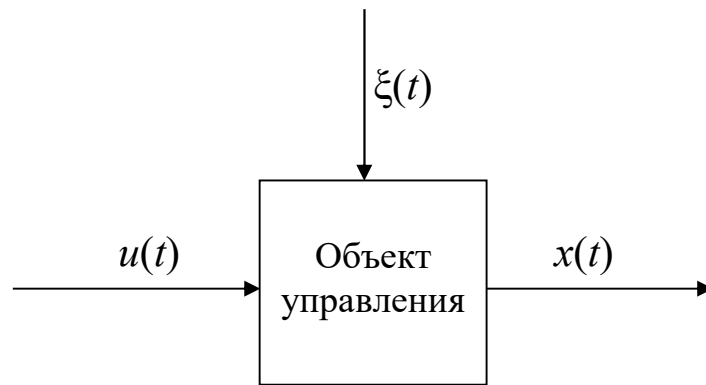 ξ(t)
u(t)
Объект
управления
x(t)